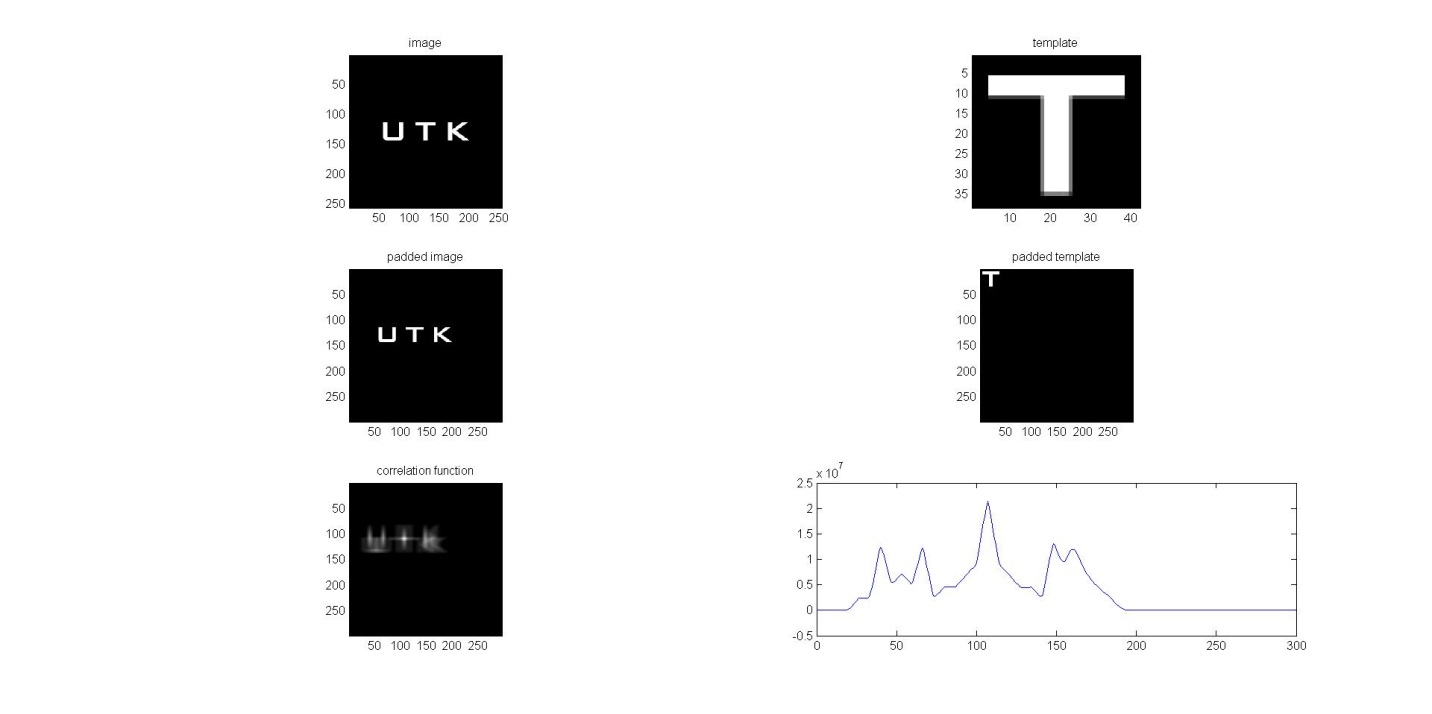 image
50
100
150
200
250
UTK
50 100 150 200 250
template
5
10
15
20
25
30
35
T
10 20 30 40
padded image
50
100
150
200
250
UTK
50 100 150 200 250
padded template
50
100
150
200
250
T
50 100 150 200 250
correlation function
50
100
150
200
250
UTK
50 100 150 200 250
x 10^7
2.5
2
1.5
1
0.5
0
-0.5
0 50 100 150 200 250 300